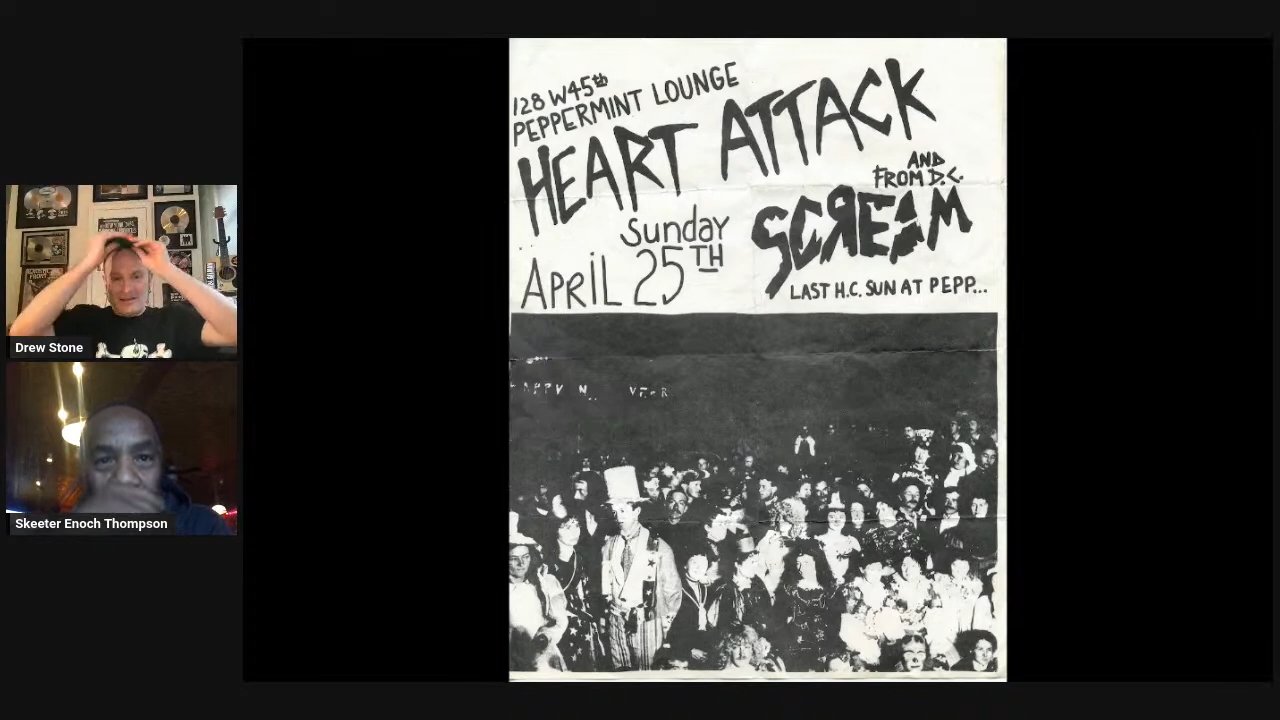 128 W45th
PEPPERMINT LOUNGE
HEART ATTACK
AND
FROM D.C.
SCREAM
Sunday
APRIL 25TH
LAST H.C. SUN AT PEPP...
Drew Stone
Skeeter Enoch Thompson